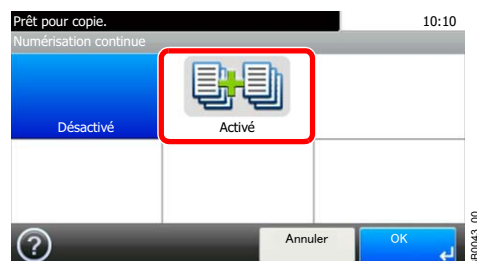 Prêt pour copie.
10:10
Numérisation continue
Désactivé
Activé
?
Annuler
OK
B0043_00